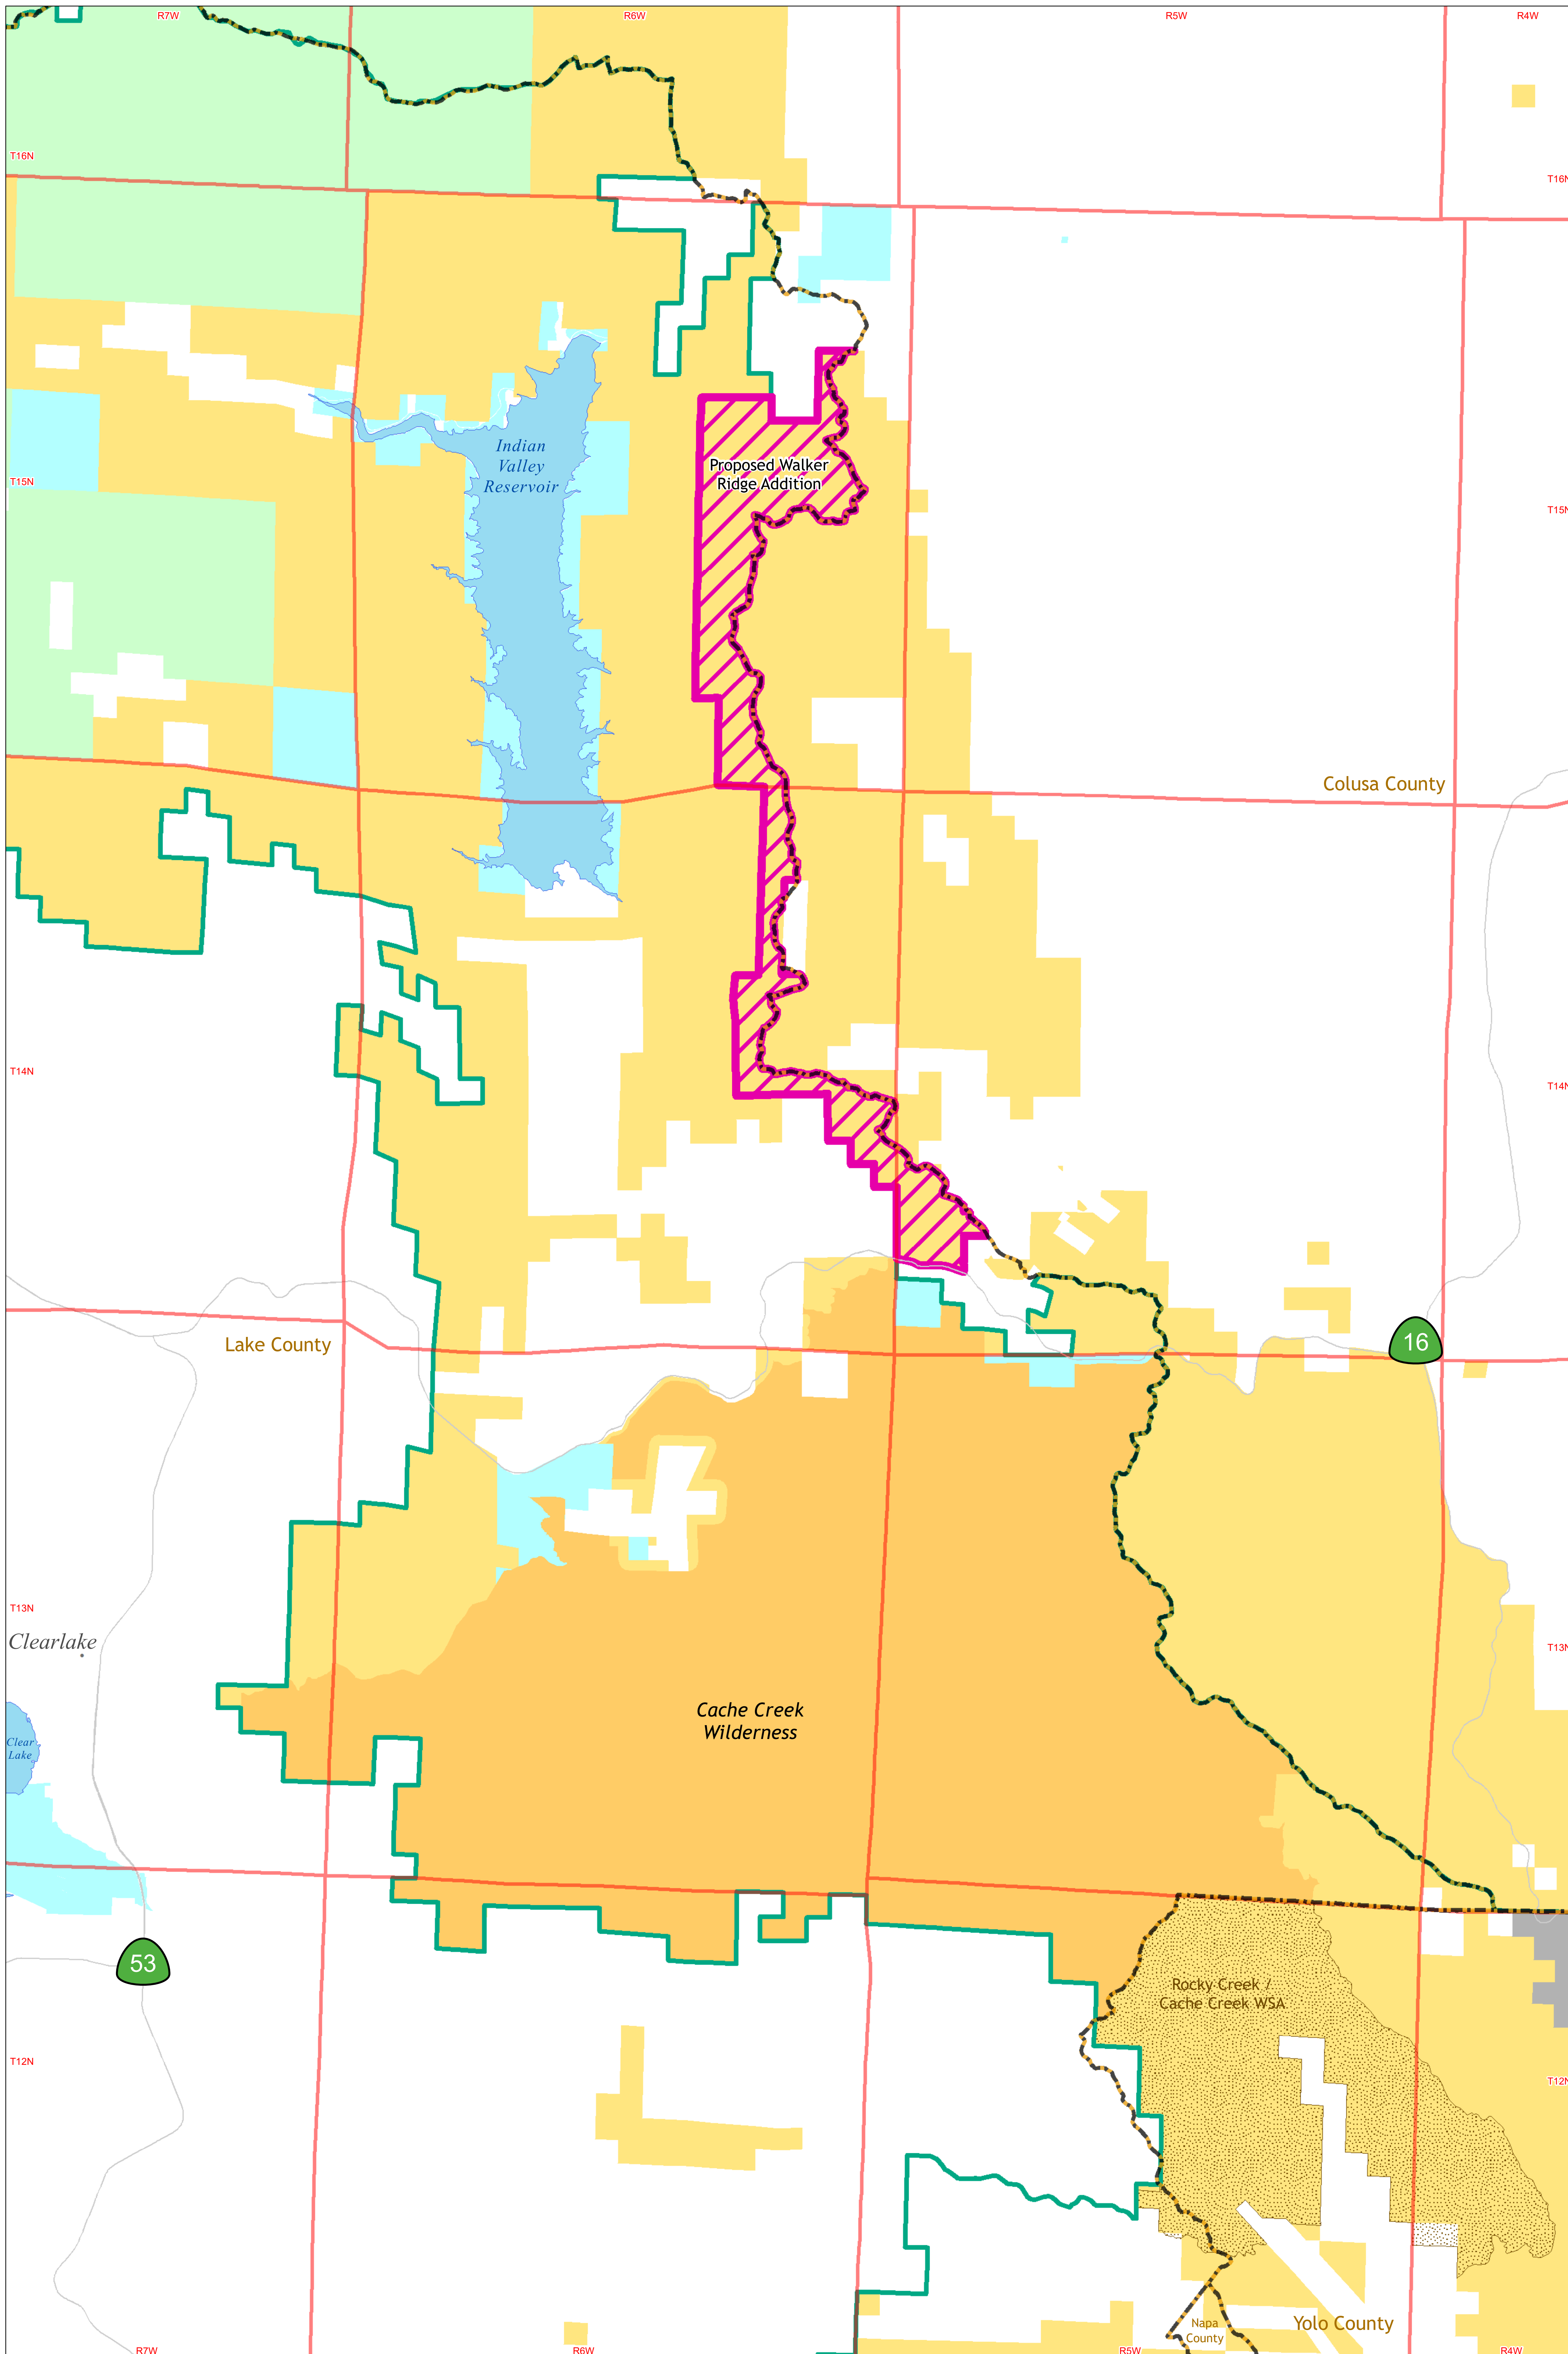 R7W
R6W
R5W
R4W
T16N
T16N
Indian
Valley
Reservoir
Proposed Walker
Ridge Addition
T15N
T15N
Colusa County
T14N
T14N
Lake County
16
T13N
Clearlake
T13N
Cache Creek
Wilderness
Clear
Lake
53
Rocky Creek /
Cache Creek WSA
T12N
T12N
Napa
County
Yolo County
R7W
R6W
R5W
R4W